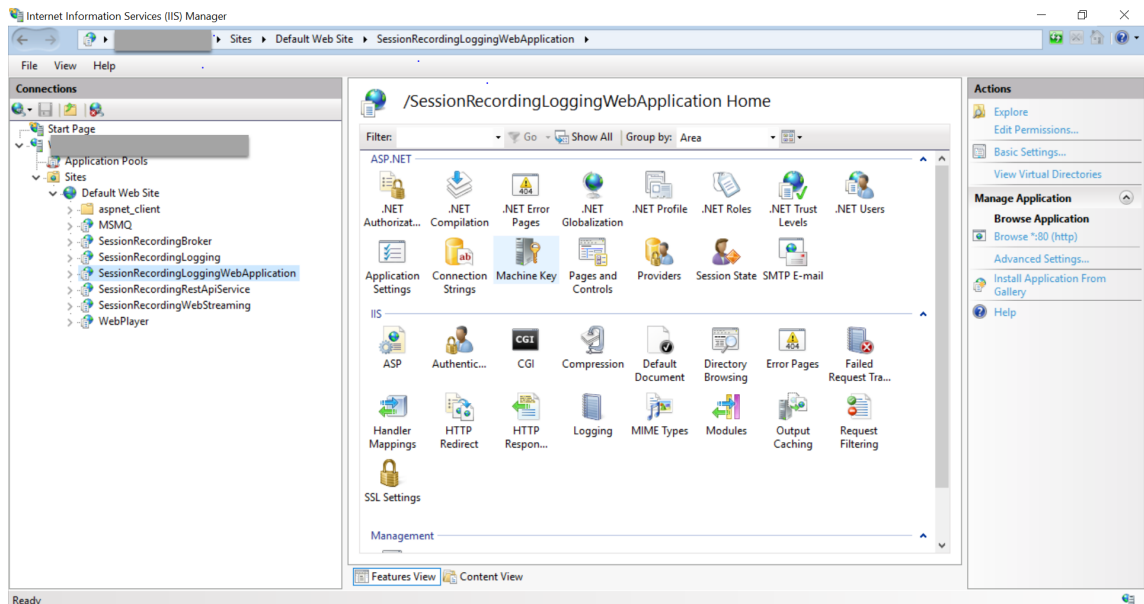 Internet Information Services (IIS) Manager
Sites
Default Web Site
SessionRecordingLoggingWebApplication
File View Help
Connections
Start Page
Application Pools
Sites
Default Web Site
aspnet_client
MSMQ
SessionRecordingBroker
SessionRecordingLogging
SessionRecordingLoggingWebApplication
SessionRecordingRestApiService
SessionRecordingWebStreaming
WebPlayer
/SessionRecordingLoggingWebApplication Home
Filter: Go Show All Group by: Area
ASP.NET
.NET Authorizat...
.NET Compilation
404
.NET Error Pages
.NET Globalization
.NET Profile
.NET Roles
.NET Trust Levels
.NET Users
Application Settings
ab
Connection Strings
Machine Key
Pages and Controls
Providers
Session State
SMTP E-mail
IIS
ASP
Authentic...
CGI
CGI
Compression
Default Document
Directory Browsing
404
Error Pages
Failed Request Tra...
Handler Mappings
HTTP Redirect
HTTP Respon...
Logging
MIME Types
Modules
Output Caching
Request Filtering
SSL Settings
Management
Features View Content View
Actions
Explore
Edit Permissions...
Basic Settings...
View Virtual Directories
Manage Application
Browse Application
Browse *:80 (http)
Advanced Settings...
Install Application From
Gallery
Help
Ready